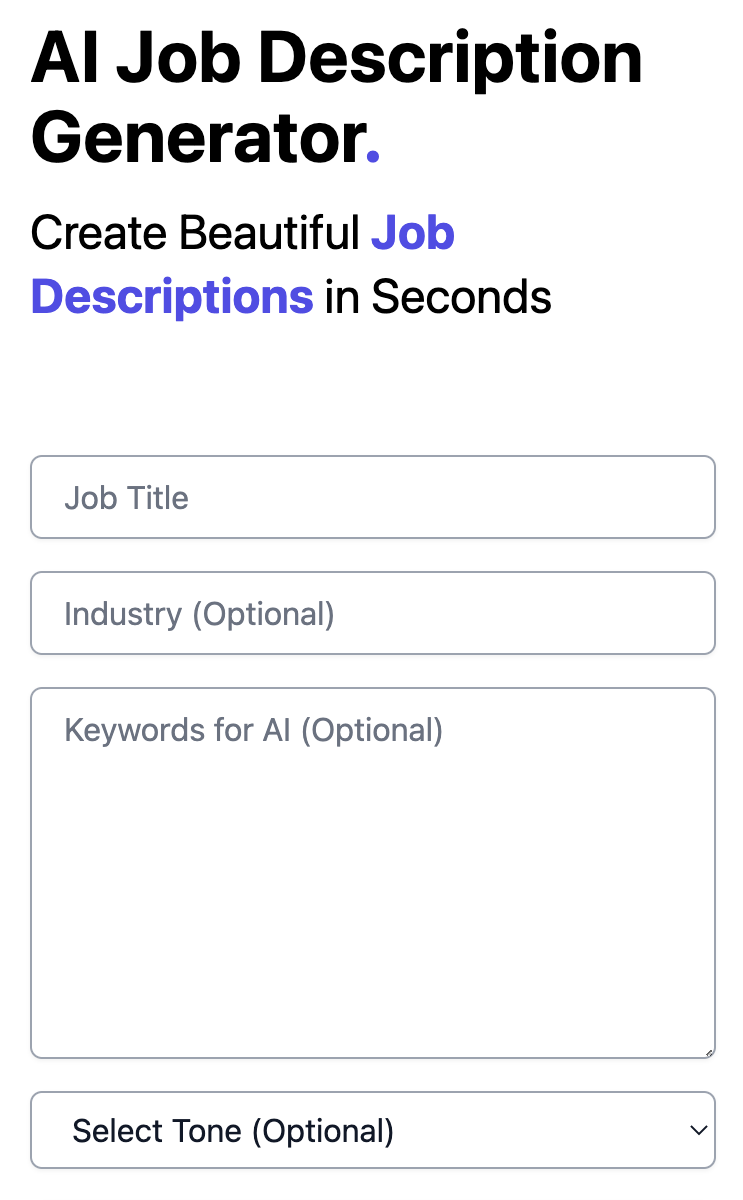 AI Job Description
Generator.
Create Beautiful Job
Descriptions in Seconds
Job Title
Industry (Optional)
Keywords for AI (Optional)
Select Tone (Optional)